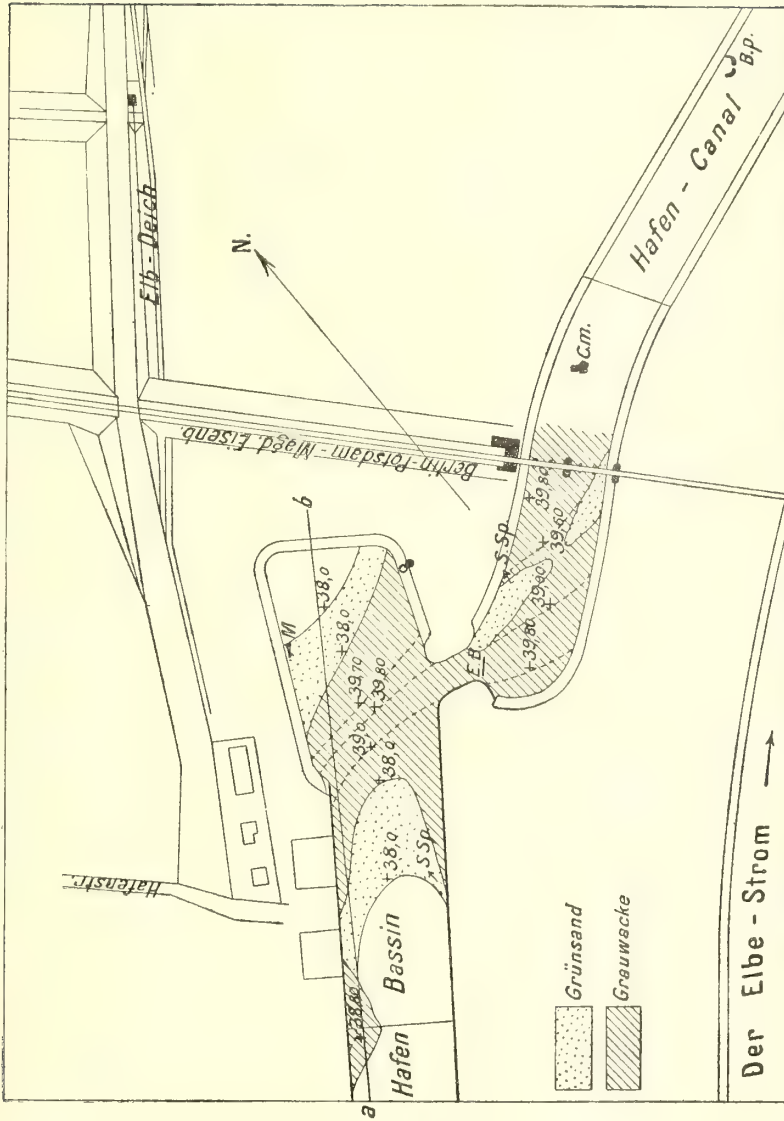 Elb-Deich
N.
Berlin-Potsdam-Magd. Eisenb.
b
Hafenstr.
M
38,0
38,0
39,70
39,80
39,0
38,0
38,0
S Sp.
38,80
a
Hafen Bassin
E B
S Sp.
39,80
39,60
39,00
39,80
C.m.
Hafen - Canal
B.p.
Grünsand
Grauwacke
Der Elbe - Strom